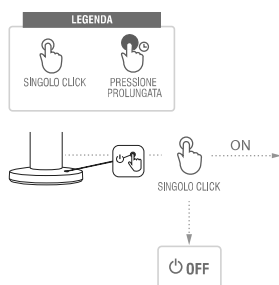 LEGENDA
SINGOLO CLICK
PRESSIONE
PROLUNGATA
ON
SINGOLO CLICK
OFF